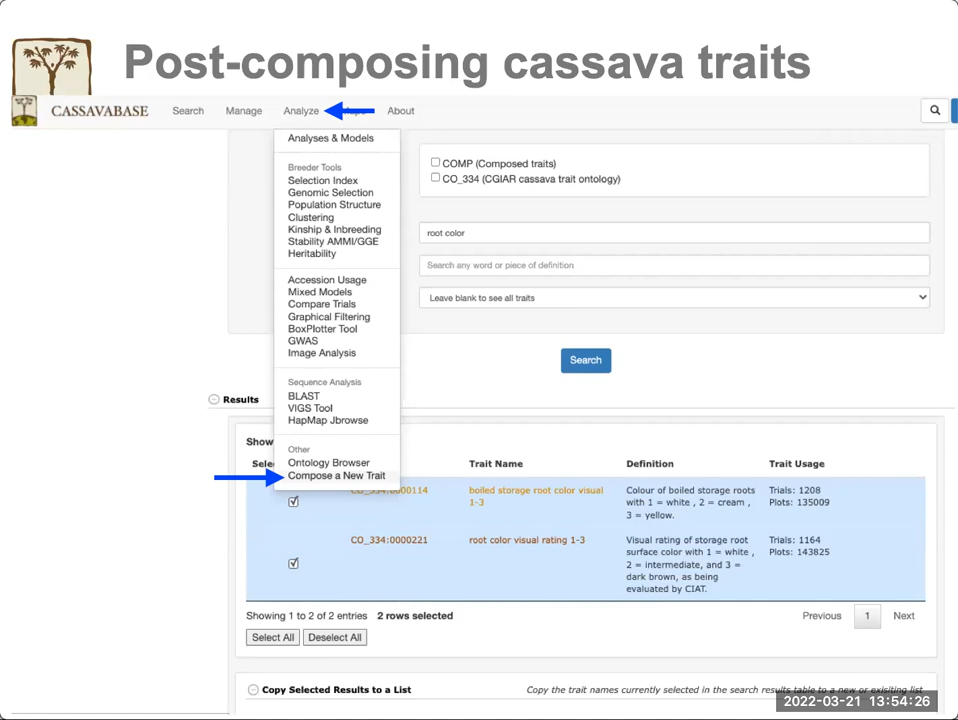 Post-composing cassava traits
CASSAVABASE Search Manage Analyze About
Analyses & Models
Breeder Tools
Selection Index
Genomic Selection
Population Structure
Clustering
Kinship & Inbreeding
Stability AMMI/GGE
Heritability
Accession Usage
Mixed Models
Compare Trials
Graphical Filtering
BoxPlotter Tool
GWAS
Image Analysis
Sequence Analysis
BLAST
VIGS Tool
HapMap Jbrowse
Other
Ontology Browser
Compose a New Trait
COMP (Composed traits)
CO_334 (CGIAR cassava trait ontology)
root color
Search any word or piece of definition
Leave blank to see all traits
Search
Results
Trait Name Definition Trait Usage
CO_334:0000114 boiled storage root color visual Colour of boiled storage roots Trials: 1208
1-3 with 1 = white , 2 = cream , Plots: 135009
3 = yellow.
CO_334:0000221 root color visual rating 1-3 Visual rating of storage root Trials: 1164
surface color with 1 = white , Plots: 143825
2 = intermediate, and 3 =
dark brown, as being
evaluated by CIAT.
Showing 1 to 2 of 2 entries 2 rows selected Previous 1 Next
Select All Deselect All
Copy Selected Results to a List Copy the trait names currently selected in the search results table to a new or exisiting list
2022-03-21 13:54:26